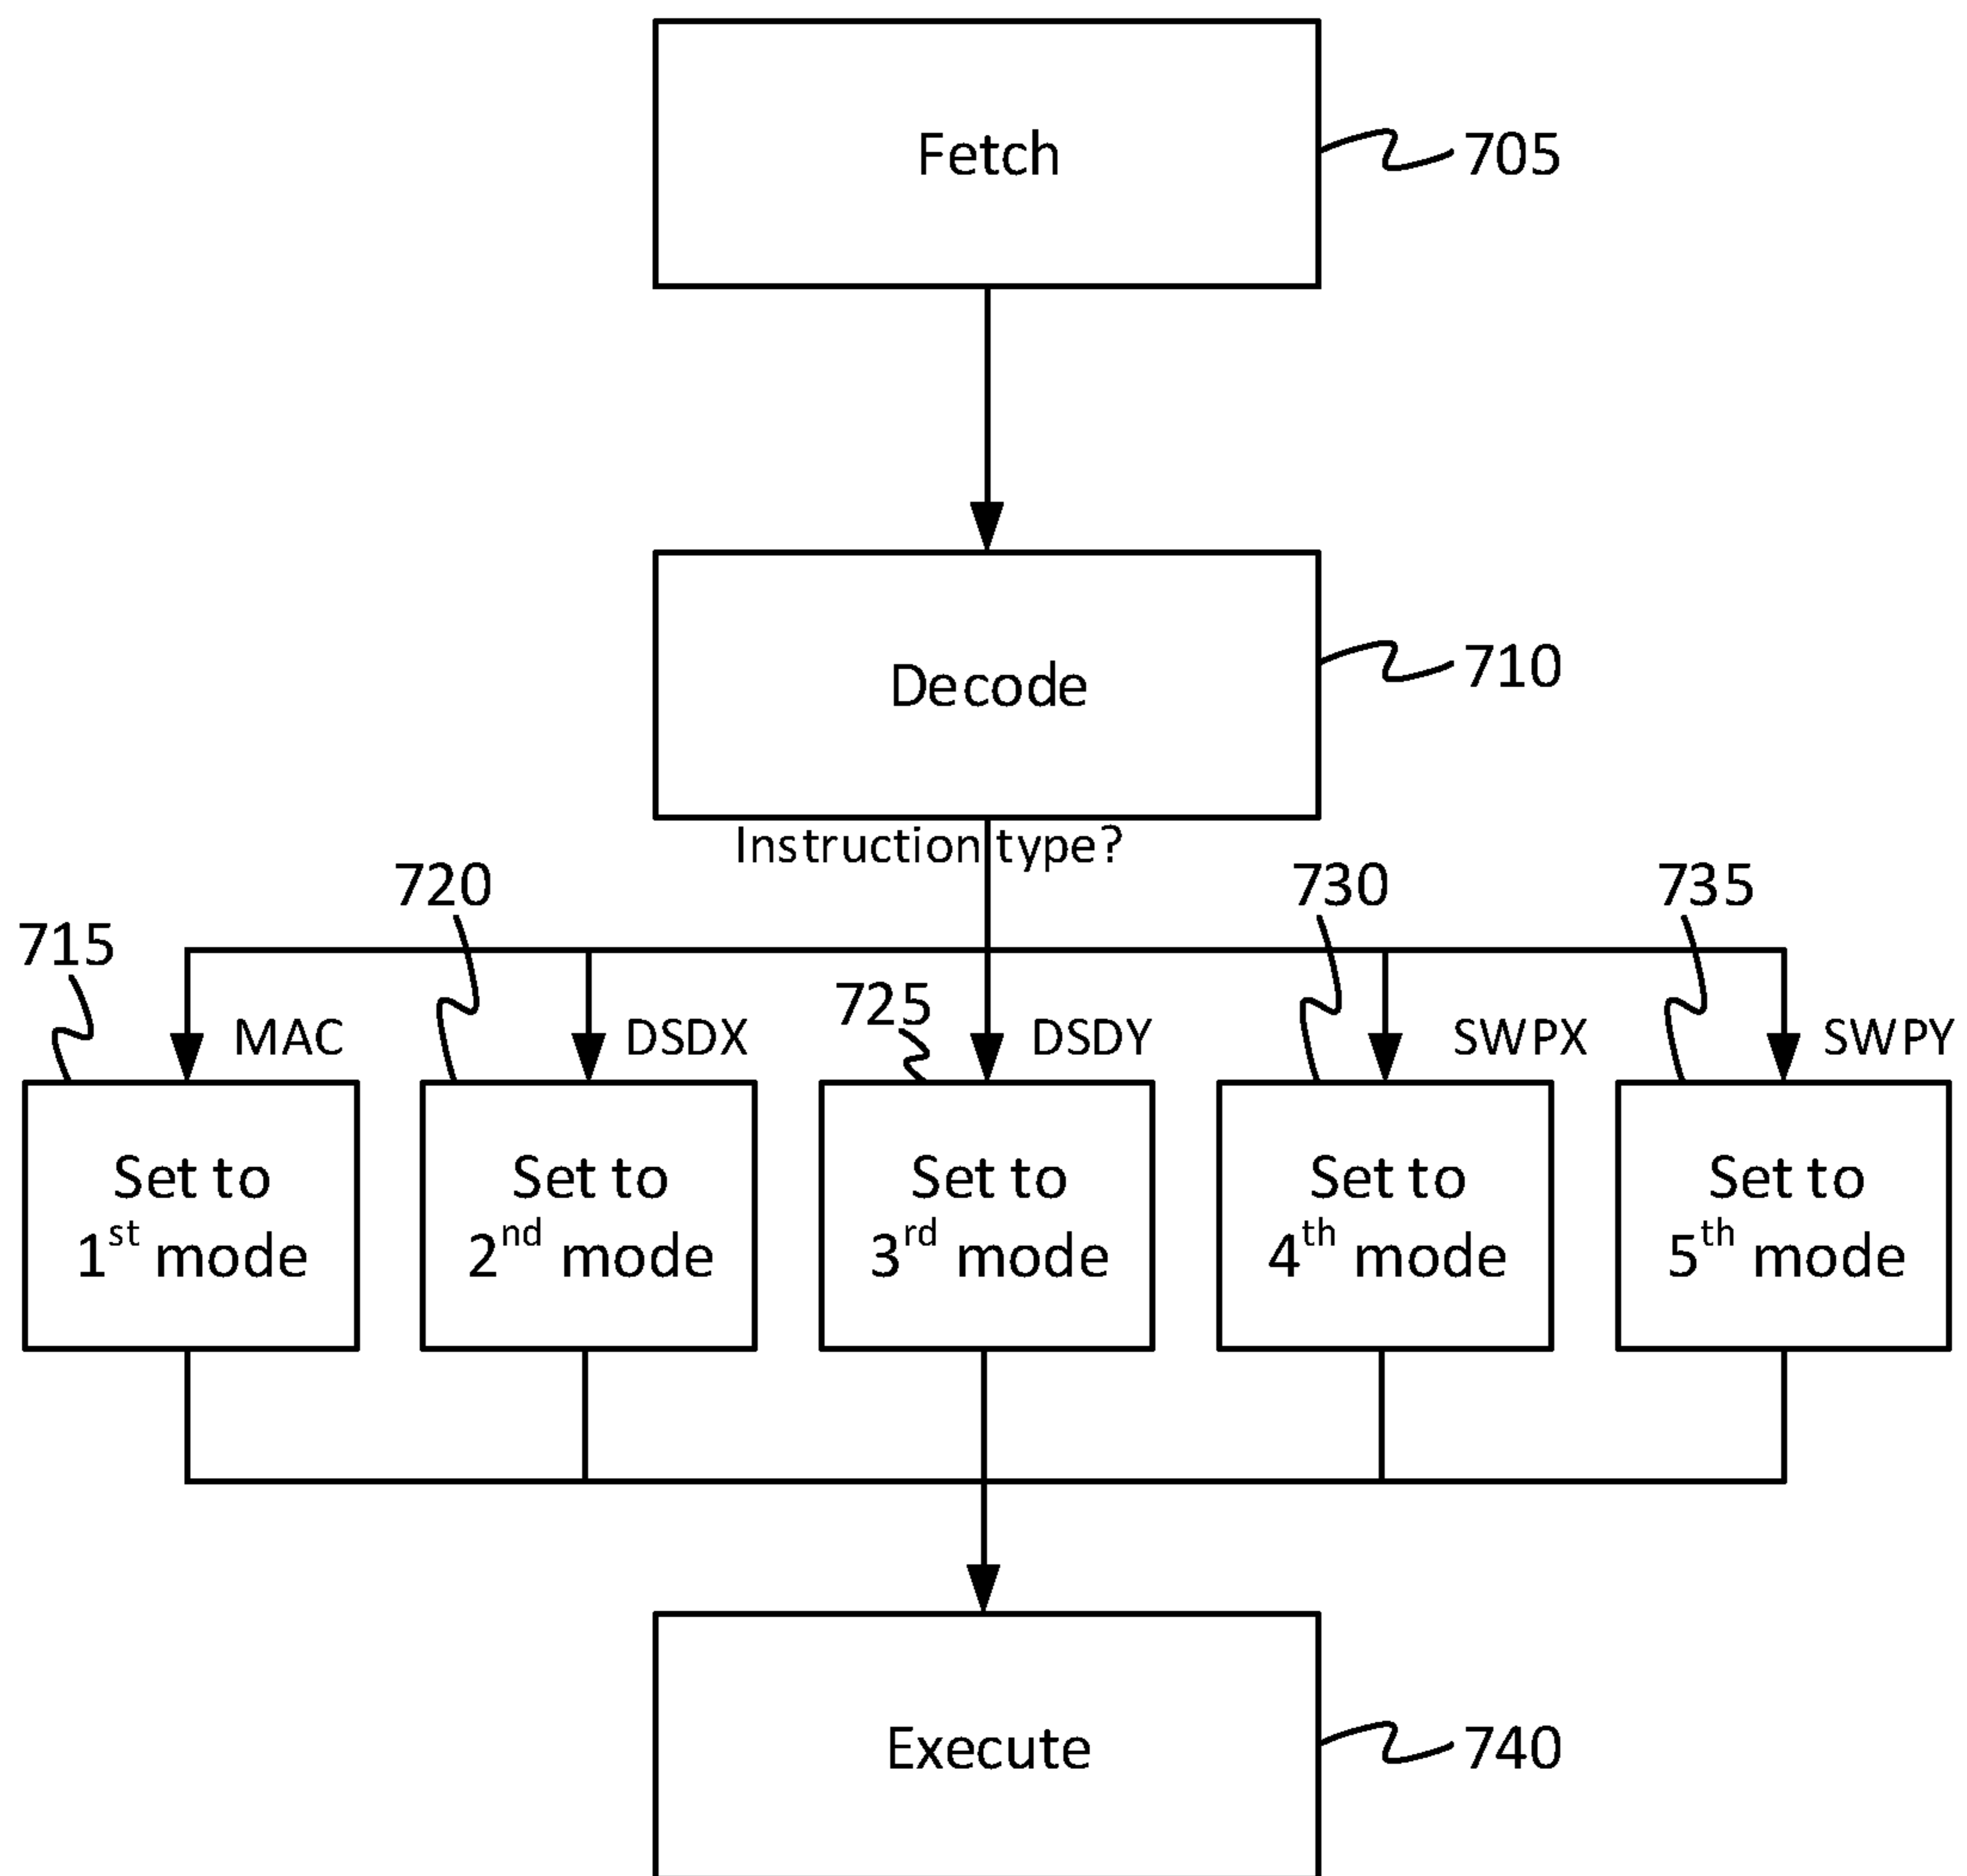 Fetch
705
Decode
710
Instruction type?
720
730
735
715
725
MAC
DSDX
DSDY
SWPX
SWPY
Set to
1st mode
Set to
2nd mode
Set to
3rd mode
Set to
4th mode
Set to
5th mode
Execute
740